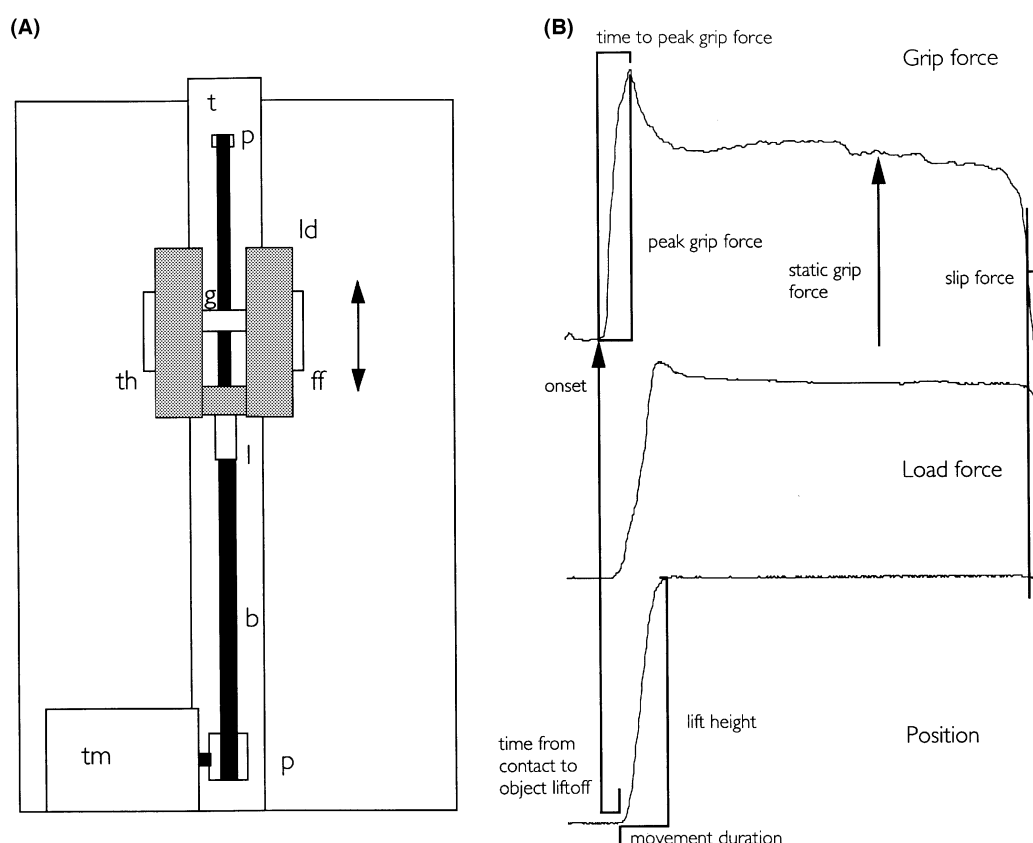 (A)
t
p
ld
g
th
ff
l
b
tm
p
(B)
time to peak grip force
Grip force
peak grip force
static grip
force
slip force
onset
Load force
lift height
Position
time from
contact to
object liftoff
movement duration